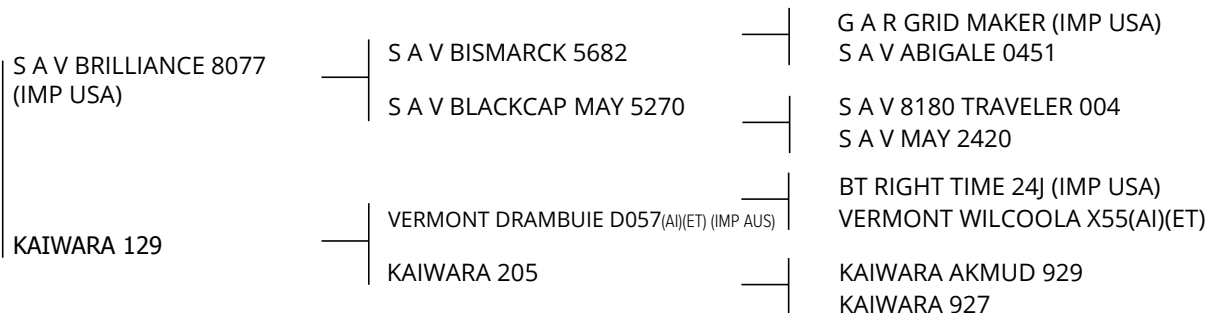 S A V BRILLIANCE 8077
(IMP USA)
KAIWARA 129
S A V BISMARCK 5682
S A V BLACKCAP MAY 5270
VERMONT DRAMBUIE D057(AI)(ET) (IMP AUS)
KAIWARA 205
G A R GRID MAKER (IMP USA)
S A V ABIGALE 0451
S A V 8180 TRAVELER 004
S A V MAY 2420
BT RIGHT TIME 24J (IMP USA)
VERMONT WILCOOLA X55(AI)(ET)
KAIWARA AKMUD 929
KAIWARA 927